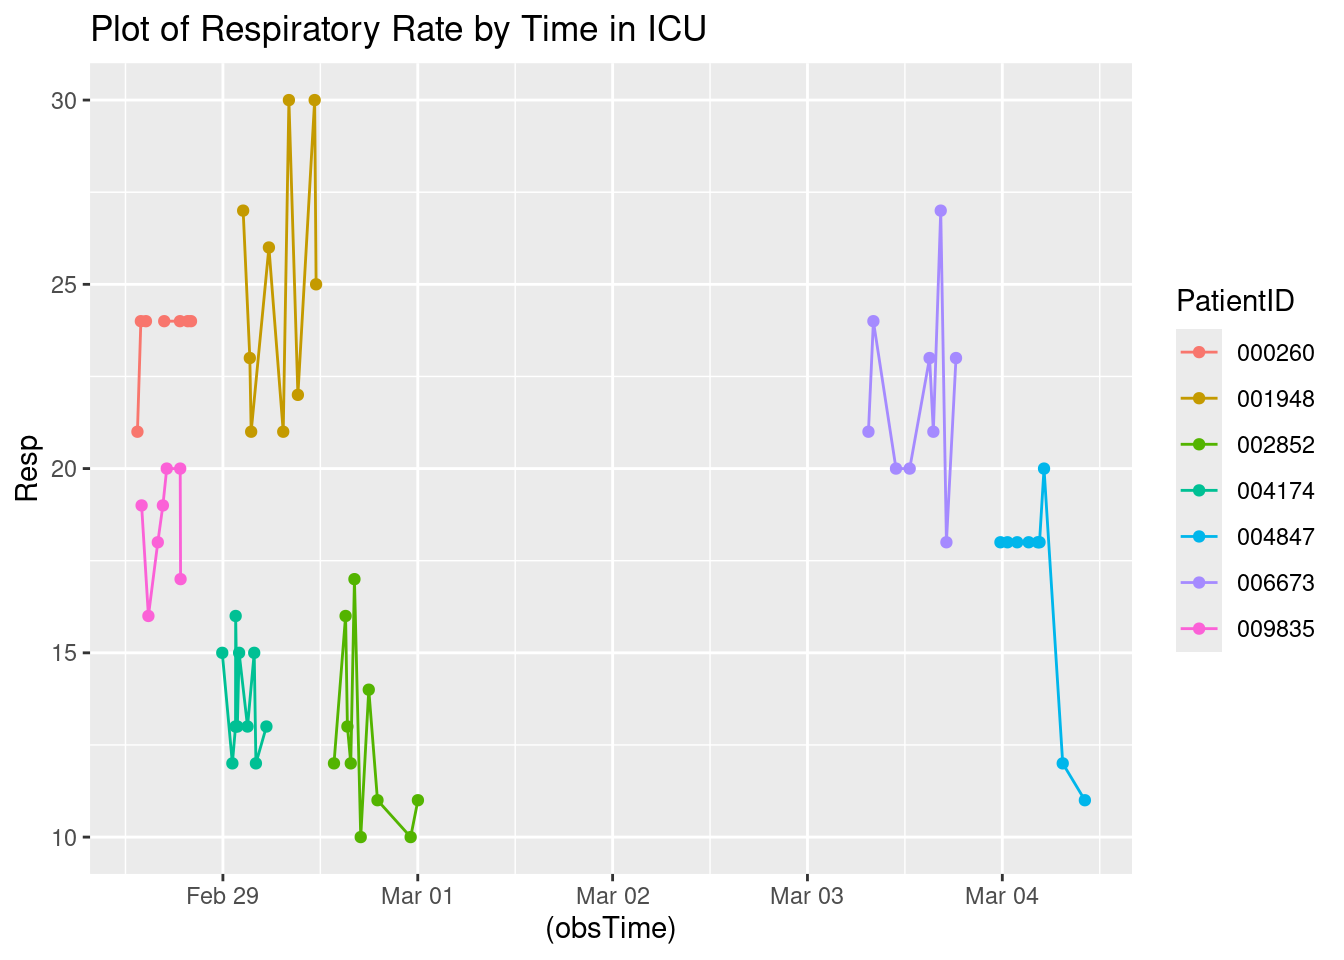 Plot of Respiratory Rate by Time in ICU
Resp
30
25
20
15
10
Feb 29 Mar 01 Mar 02 Mar 03 Mar 04
(obsTime)
PatientID
000260
001948
002852
004174
004847
006673
009835